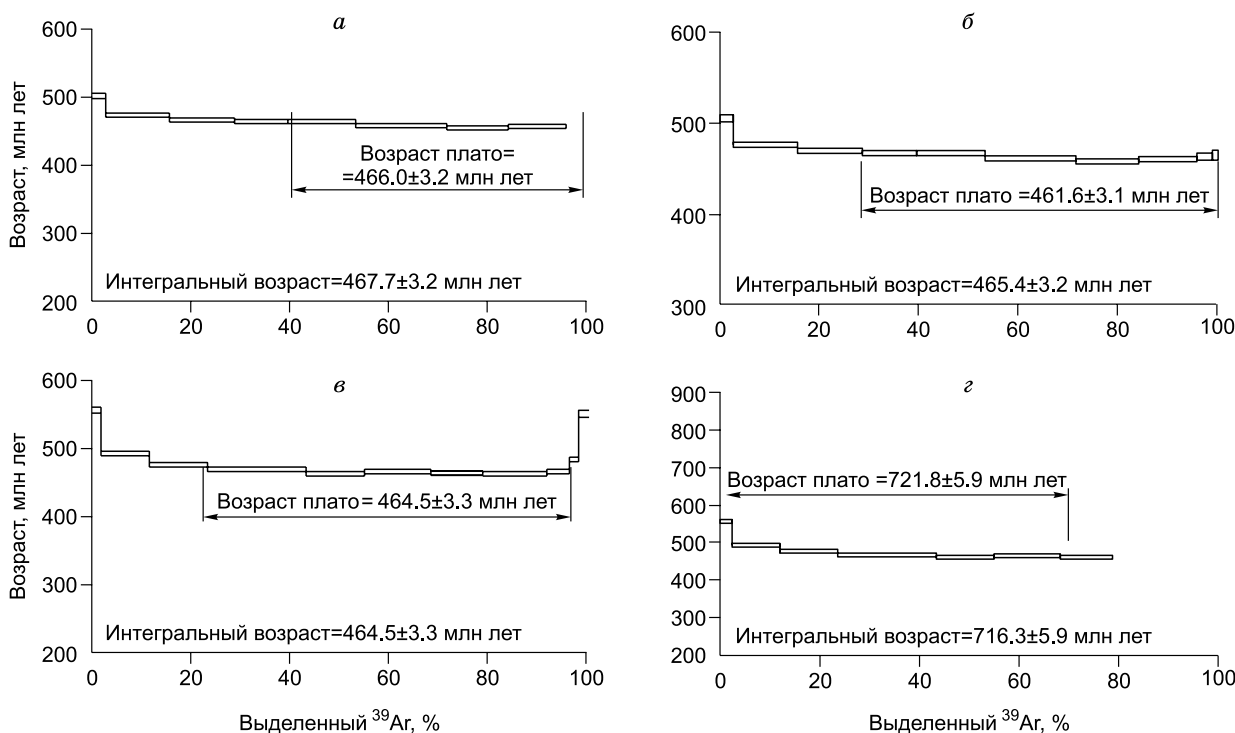 а
600
500
400
300
200
Возраст, млн лет
Возраст плато=
=466.0±3.2 млн лет
Интегральный возраст=467.7±3.2 млн лет
0 20 40 60 80 100
б
600
500
400
300
Возраст плато =461.6±3.1 млн лет
Интегральный возраст=465.4±3.2 млн лет
0 20 40 60 80 100
в
600
500
400
300
200
Возраст, млн лет
Возраст плато= 464.5±3.3 млн лет
Интегральный возраст=464.5±3.3 млн лет
0 20 40 60 80 100
Выделенный ³⁹Ar, %
г
900
800
700
600
500
400
300
200
Возраст плато =721.8±5.9 млн лет
Интегральный возраст=716.3±5.9 млн лет
0 20 40 60 80 100
Выделенный ³⁹Ar, %